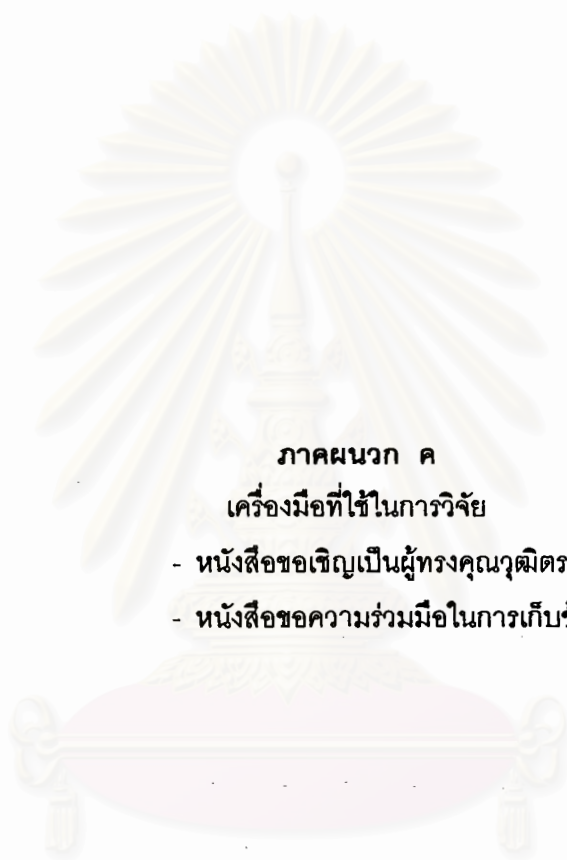 ภาคผนวก ค
เครื่องมือที่ใช้ในการวิจัย
- หนังสือขอเชิญเป็นผู้ทรงคุณวุฒิตร
- หนังสือขอความร่วมมือในการเก็บข้